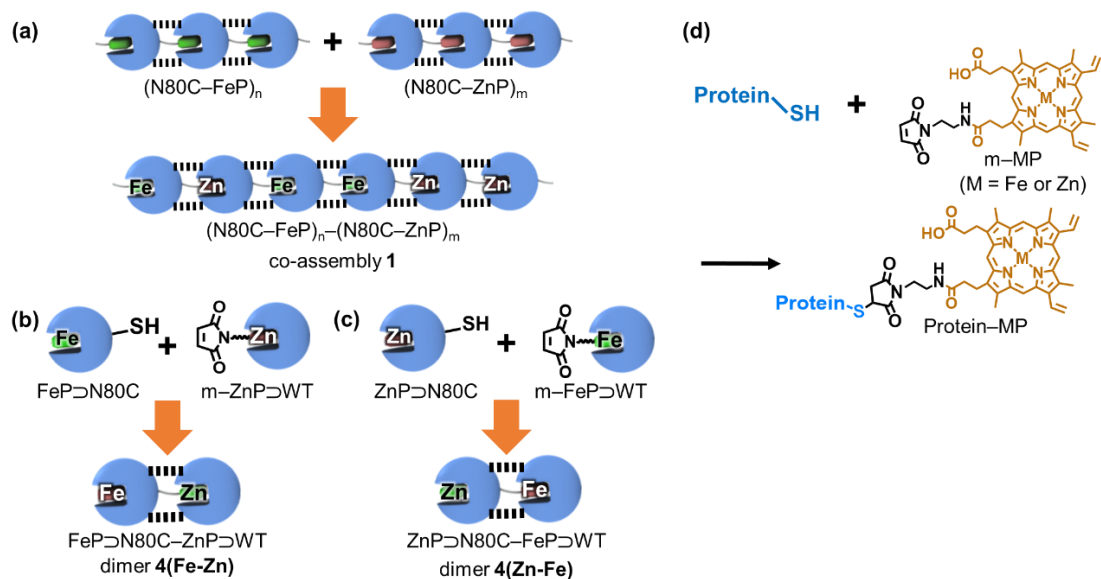 (a)
+
(N80C–FeP)n
(N80C–ZnP)m
Fe Zn Fe Fe Zn Zn
(N80C–FeP)n–(N80C–ZnP)m
co-assembly 1
(b)
Fe
SH
+
O
N
O
Zn
FeP⊃N80C
m–ZnP⊃WT
Fe Zn
FeP⊃N80C–ZnP⊃WT
dimer 4(Fe-Zn)
(c)
Zn
SH
+
O
N
O
Fe
ZnP⊃N80C
m–FeP⊃WT
Zn Fe
ZnP⊃N80C–FeP⊃WT
dimer 4(Zn-Fe)
(d)
Protein
SH
+
O
HO
N N
M
N N
O
N
O
H
N
O
m–MP
(M = Fe or Zn)
O
HO
N N
M
N N
O
N
O
H
N
O
Protein
S
Protein–MP